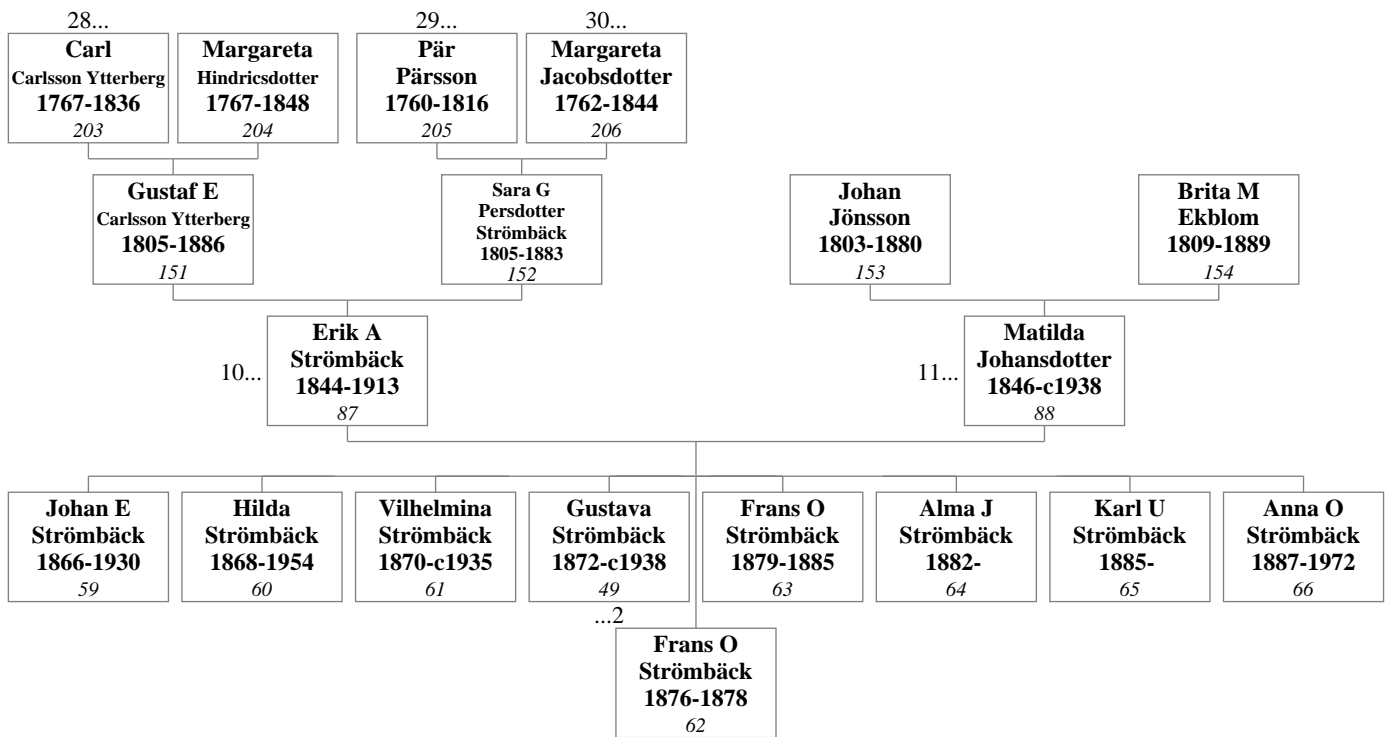 28...
Carl
Carlsson Ytterberg
1767-1836
203
Margareta
Hindricsdotter
1767-1848
204
29...
Pär
Pärsson
1760-1816
205
30...
Margareta
Jacobsdotter
1762-1844
206
Gustaf E
Carlsson Ytterberg
1805-1886
151
Sara G
Persdotter
Strömbäck
1805-1883
152
Johan
Jönsson
1803-1880
153
Brita M
Ekblom
1809-1889
154
10...
Erik A
Strömbäck
1844-1913
87
11...
Matilda
Johansdotter
1846-c1938
88
Johan E
Strömbäck
1866-1930
59
Hilda
Strömbäck
1868-1954
60
Vilhelmina
Strömbäck
1870-c1935
61
Gustava
Strömbäck
1872-c1938
49
...2
Frans O
Strömbäck
1879-1885
63
Alma J
Strömbäck
1882-
64
Karl U
Strömbäck
1885-
65
Anna O
Strömbäck
1887-1972
66
Frans O
Strömbäck
1876-1878
62